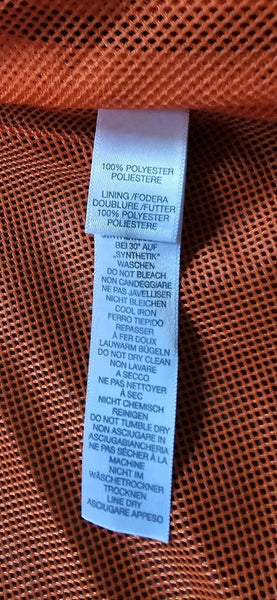 100% POLYESTER
POLIESTERE
LINING /FODERA
DOUBLURE /FUTTER
100% POLYESTER
POLIESTERE
BEI 30° AUF
„SYNTHETIK"
WASCHEN
DO NOT BLEACH
NON CANDEGGIARE
NE PAS JAVELLISER
NICHT BLEICHEN
COOL IRON
FERRO TIEPIDO
REPASSER
À FER DOUX
LAUWARM BÜGELN
DO NOT DRY CLEAN
NON LAVARE
A SECCO
NE PAS NETTOYER
À SEC
NICHT CHEMISCH
REINIGEN
DO NOT TUMBLE DRY
NON ASCIUGARE IN
ASCIUGABIANCHERIA
NE PAS SÉCHER À LA
MACHINE
NICHT IM
WÄSCHETROCKNER
TROCKNEN
LINE DRY
ASCIUGARE APPESO